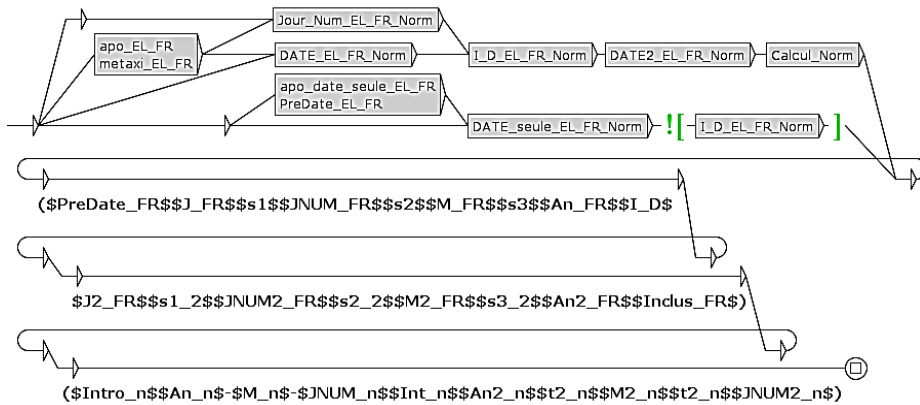 Jour_Num_EL_FR_Norm
apo_EL_FR
metaxi_EL_FR
DATE_EL_FR_Norm
I_D_EL_FR_Norm
DATE2_EL_FR_Norm
Calcul_Norm
apo_date_seule_EL_FR
PreDate_EL_FR
DATE_seule_EL_FR_Norm
![
I_D_EL_FR_Norm
]
($PreDate_FR$$J_FR$$s1$$JNUM_FR$$s2$$M_FR$$s3$$An_FR$$I_D$
$J2_FR$$s1_2$$JNUM2_FR$$s2_2$$M2_FR$$s3_2$$An2_FR$$Inclus_FR$)
($Intro_n$$An_n$-$M_n$-$JNUM_n$$Int_n$$An2_n$$t2_n$$M2_n$$t2_n$$JNUM2_n$)